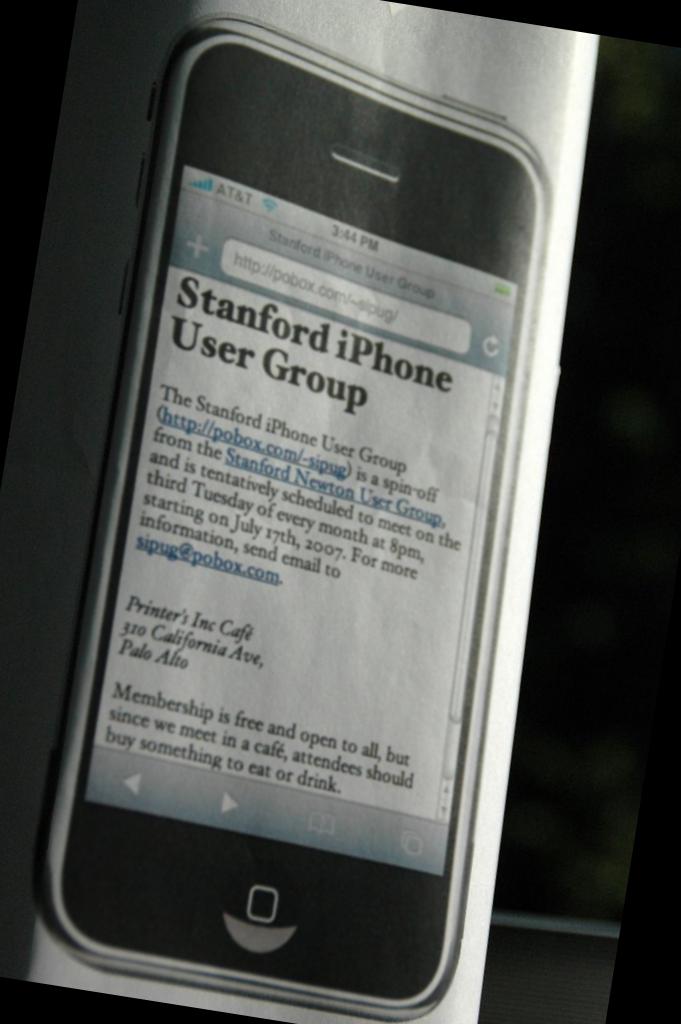 AT&T
3:44 PM
Stanford iPhone User Group
http://pobox.com/~sipug/
Stanford iPhone
User Group
The Stanford iPhone User Group
(http://pobox.com/~sipug) is a spin-off
from the Stanford Newton User Group,
and is tentatively scheduled to meet on the
third Tuesday of every month at 8pm,
starting on July 17th, 2007. For more
information, send email to
sipug@pobox.com.
Printer's Inc Café
310 California Ave,
Palo Alto
Membership is free and open to all, but
since we meet in a café, attendees should
buy something to eat or drink.